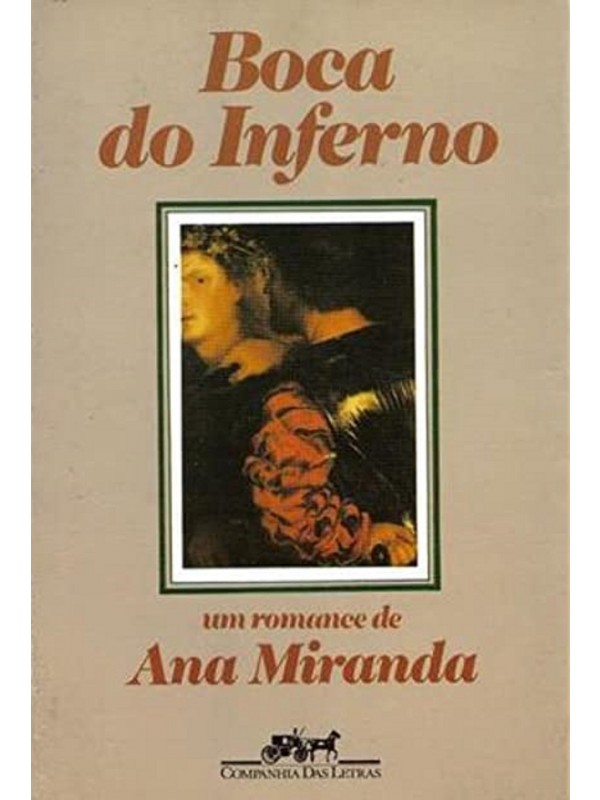 Boca
do Inferno
um romance de
Ana Miranda
COMPANHIA DAS LETRAS